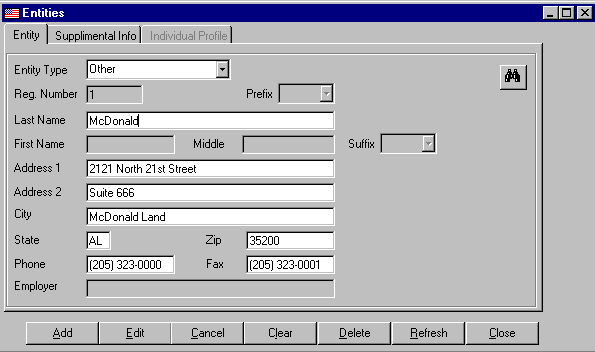 Entities
Entity Supplimental Info Individual Profile
Entity Type Other
Reg. Number 1 Prefix
Last Name McDonald
First Name Middle Suffix
Address 1 2121 North 21st Street
Address 2 Suite 666
City McDonald Land
State AL Zip 35200
Phone (205) 323-0000 Fax (205) 323-0001
Employer
Add Edit Cancel Clear Delete Refresh Close